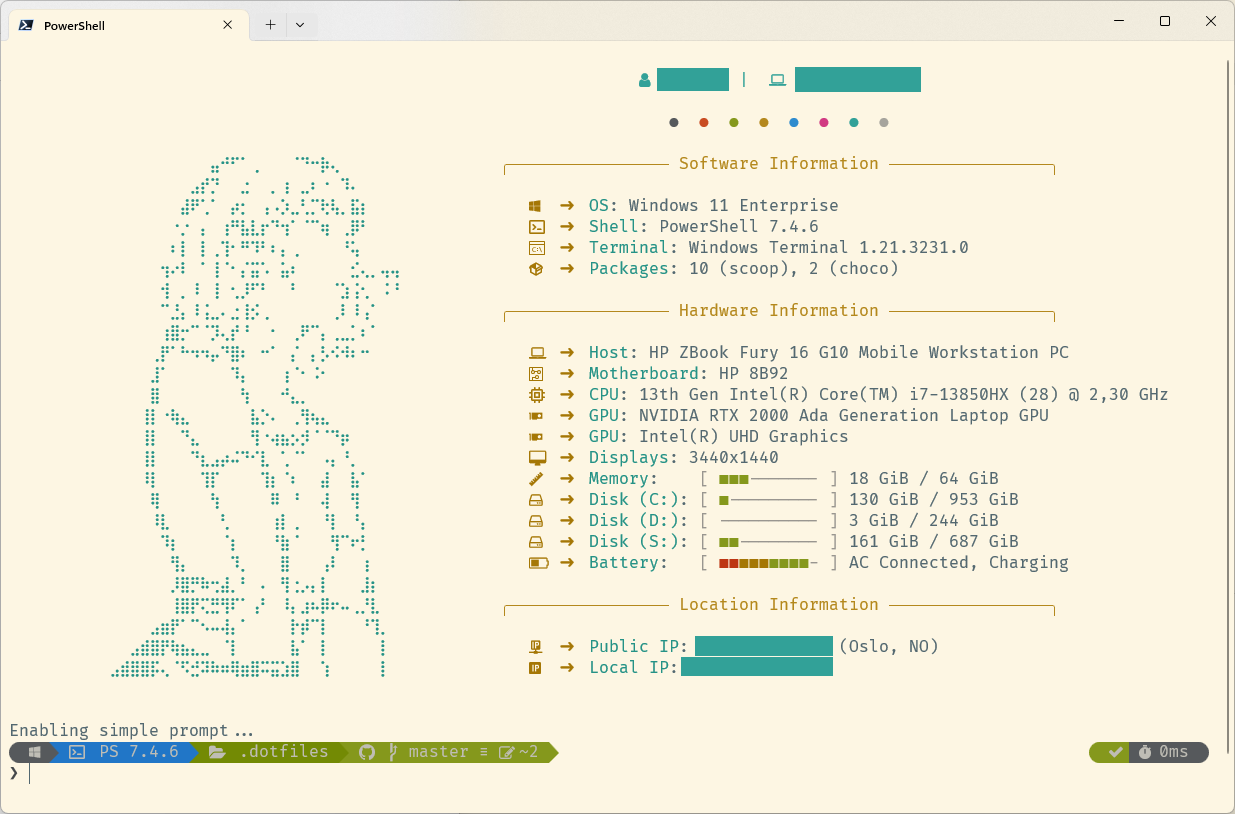 PowerShell
Software Information
OS: Windows 11 Enterprise
Shell: PowerShell 7.4.6
Terminal: Windows Terminal 1.21.3231.0
Packages: 10 (scoop), 2 (choco)
Hardware Information
Host: HP ZBook Fury 16 G10 Mobile Workstation PC
Motherboard: HP 8B92
CPU: 13th Gen Intel(R) Core(TM) i7-13850HX (28) @ 2,30 GHz
GPU: NVIDIA RTX 2000 Ada Generation Laptop GPU
GPU: Intel(R) UHD Graphics
Displays: 3440x1440
Memory: [ ] 18 GiB / 64 GiB
Disk (C:): [ ] 130 GiB / 953 GiB
Disk (D:): [ ] 3 GiB / 244 GiB
Disk (S:): [ ] 161 GiB / 687 GiB
Battery: [ ] AC Connected, Charging
Location Information
Public IP: (Oslo, NO)
Local IP:
Enabling simple prompt...
PS 7.4.6 .dotfiles master ≡ ~2 0ms
❯